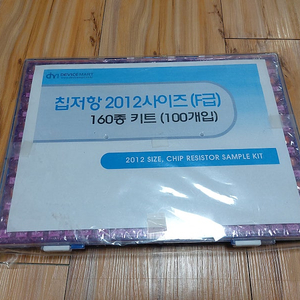 칩저항 2012사이즈 (F급)
160종 키트 (100개입)
2012 SIZE, CHIP RESISTOR SAMPLE KIT